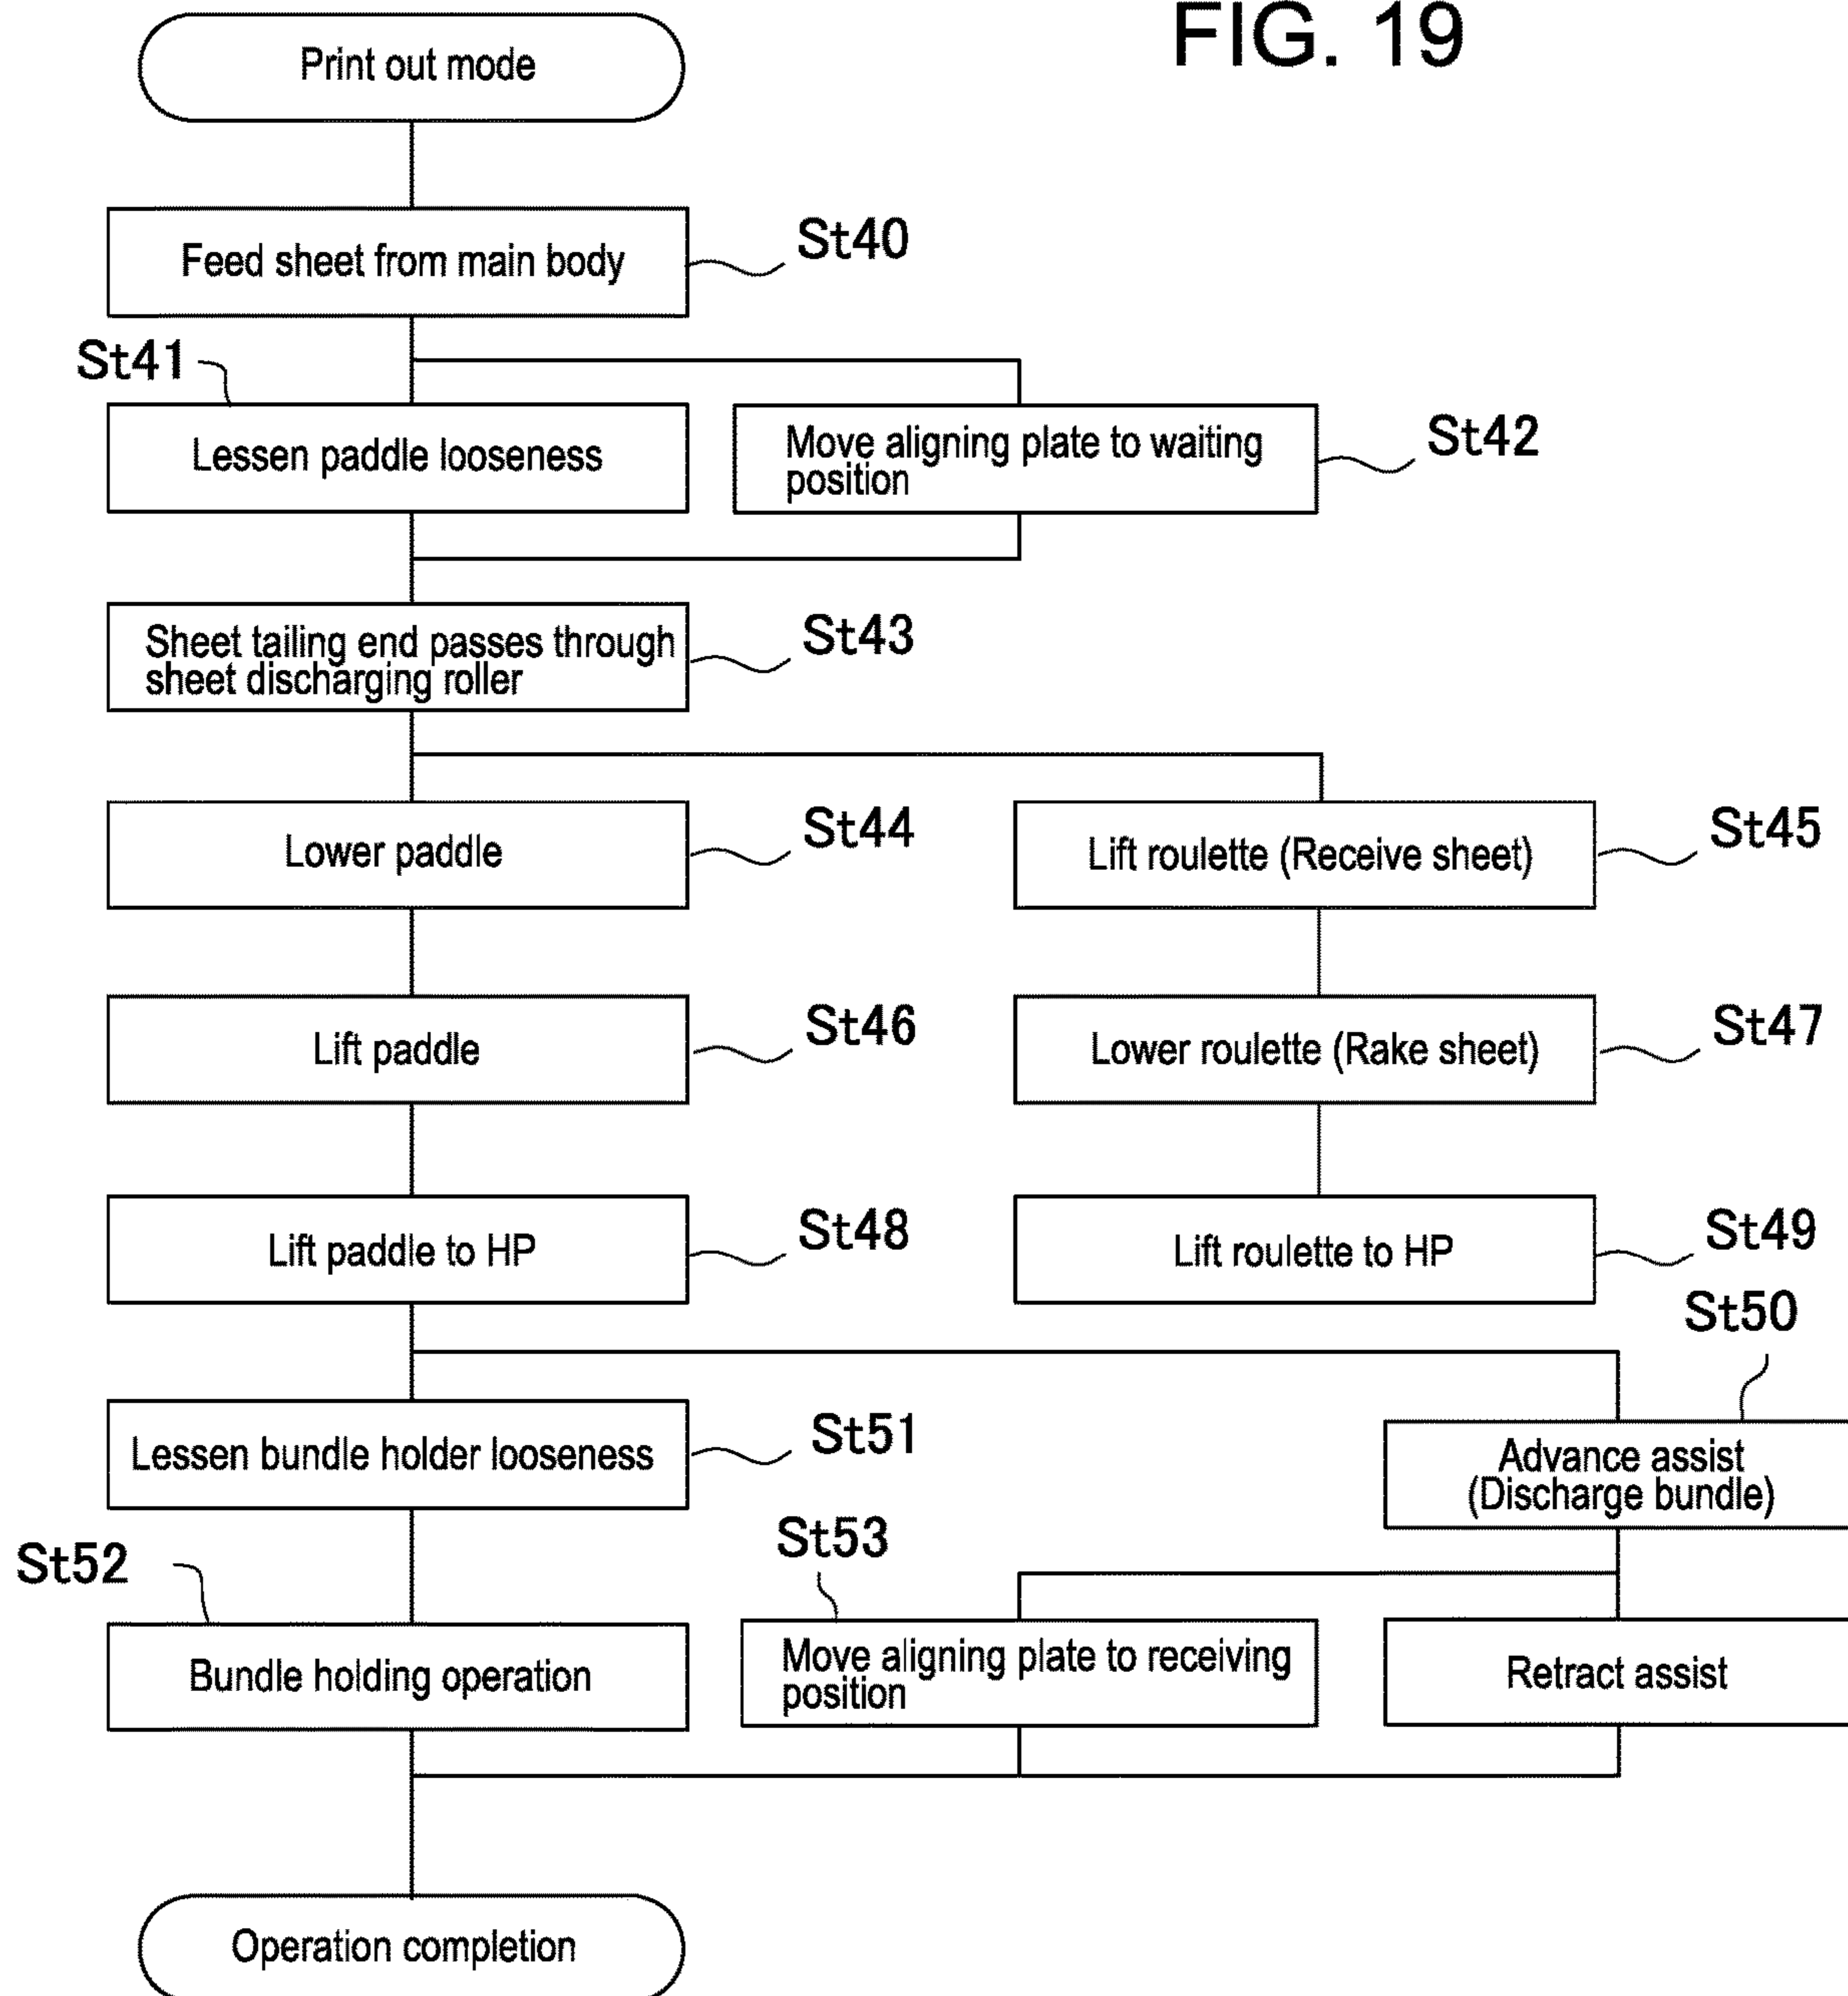 FIG. 19
Print out mode
Feed sheet from main body
St40
St41
Lessen paddle looseness
Move aligning plate to waiting
position
St42
Sheet tailing end passes through
sheet discharging roller
St43
Lower paddle
St44
Lift roulette (Receive sheet)
St45
Lift paddle
St46
Lower roulette (Rake sheet)
St47
Lift paddle to HP
St48
Lift roulette to HP
St49
St50
Lessen bundle holder looseness
St51
Advance assist
(Discharge bundle)
St52
St53
Bundle holding operation
Move aligning plate to receiving
position
Retract assist
Operation completion